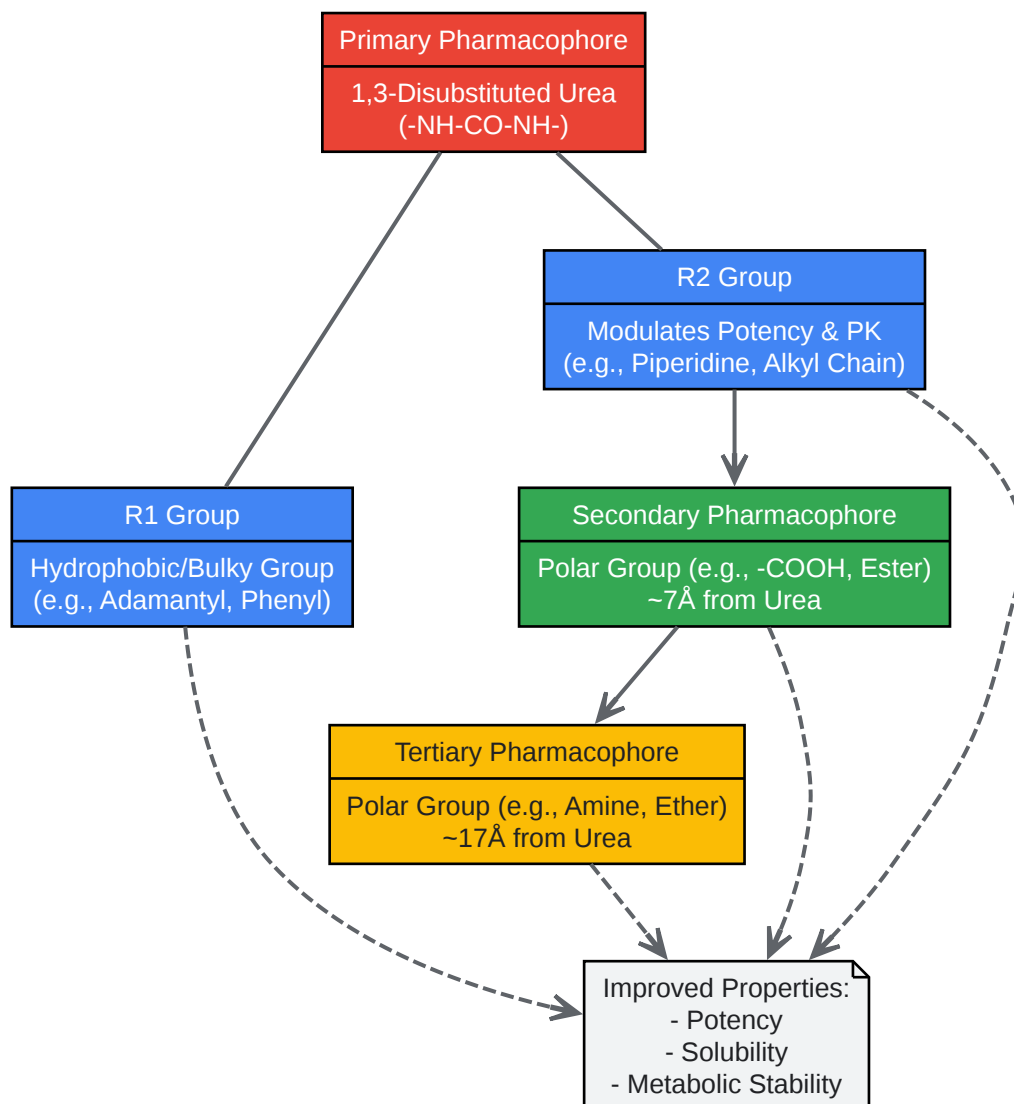 Primary Pharmacophore
1,3-Disubstituted Urea
(-NH-CO-NH-)
R2 Group
Modulates Potency & PK
(e.g., Piperidine, Alkyl Chain)
R1 Group
Hydrophobic/Bulky Group
(e.g., Adamantyl, Phenyl)
Secondary Pharmacophore
Polar Group (e.g., -COOH, Ester)
~7Å from Urea
Tertiary Pharmacophore
Polar Group (e.g., Amine, Ether)
~17Å from Urea
Improved Properties:
- Potency
- Solubility
- Metabolic Stability